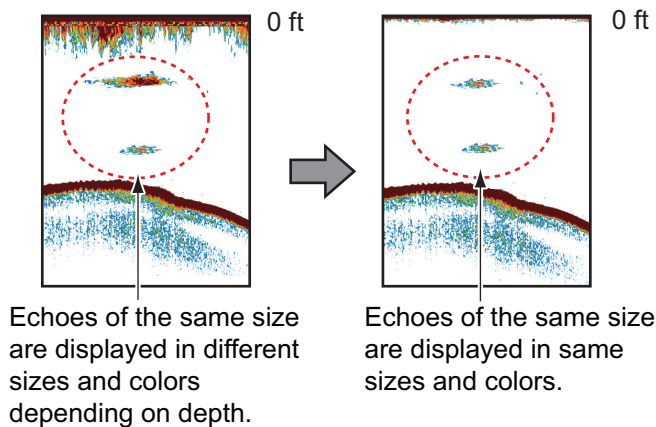 0 ft
0 ft
Echoes of the same size
are displayed in different
sizes and colors
depending on depth.
Echoes of the same size
are displayed in same
sizes and colors.